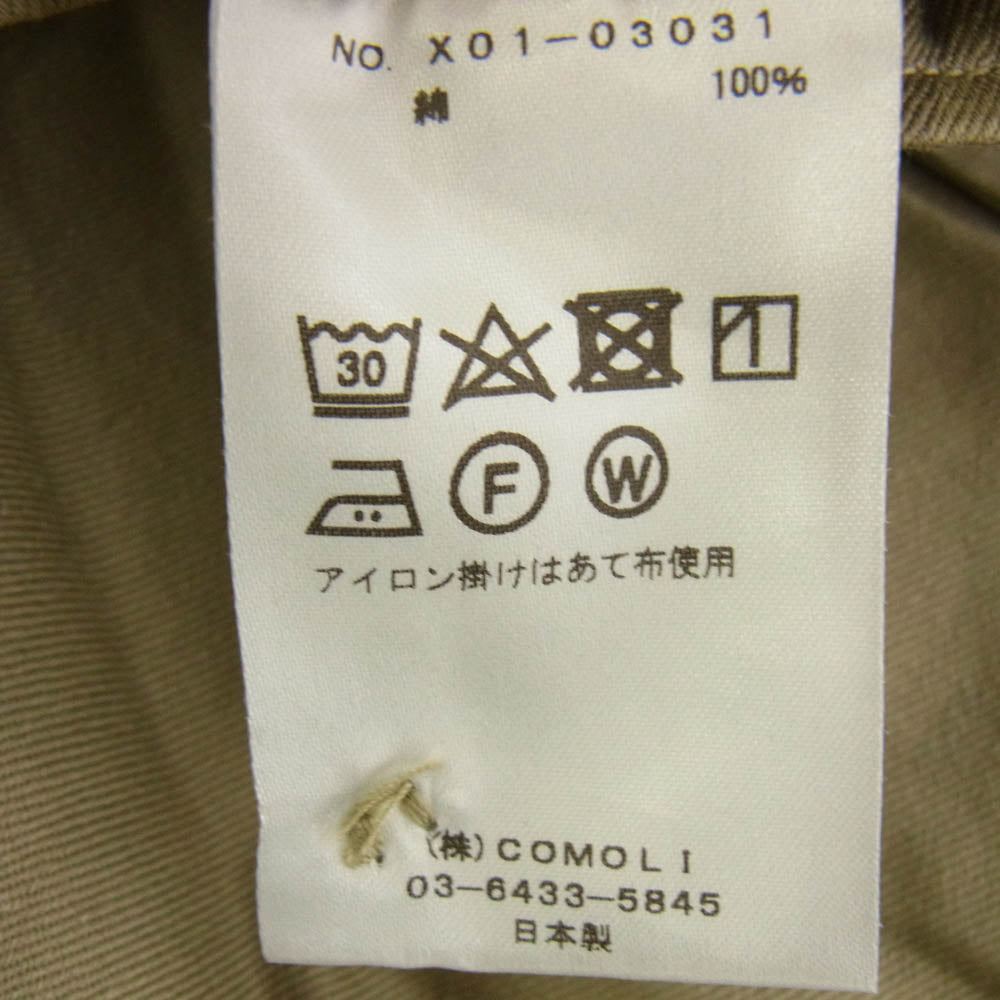 NO. X01-03031
綿 100%
30
F W
アイロン掛けはあて布使用
(株)COMOLI
03-6433-5845
日本製